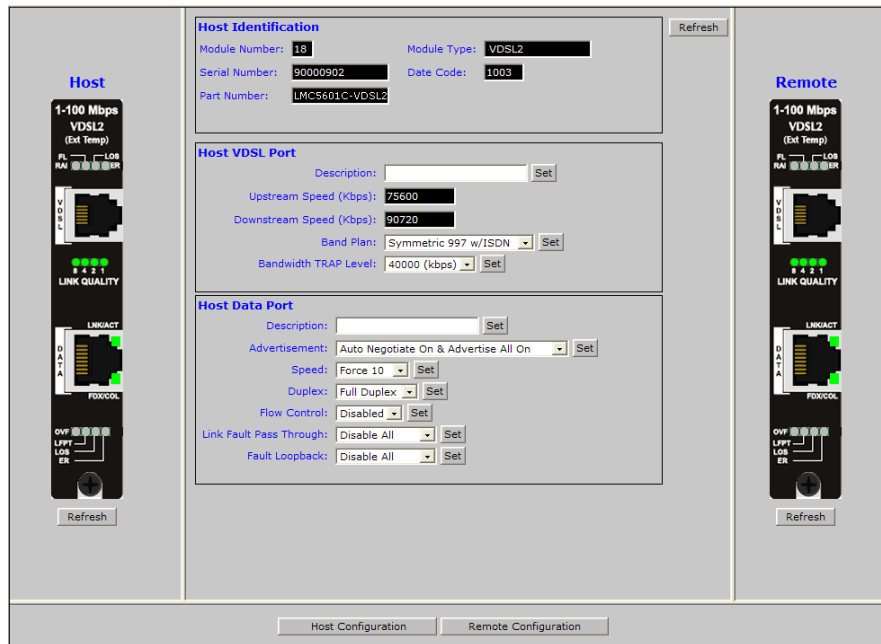 Host
1-100 Mbps
VDSL2
(Ext Temp)
FL LOS
RAI ER
VDSL
8 4 2 1
LINK QUALITY
LNK/ACT
DATA
FDX/COL
OVF
LFPT
LOS
ER
Refresh
Host Identification
Module Number: 18 Module Type: VDSL2
Serial Number: 90000902 Date Code: 1003
Part Number: LMC5601C-VDSL2
Refresh
Host VDSL Port
Description: Set
Upstream Speed (Kbps): 75600
Downstream Speed (Kbps): 90720
Band Plan: Symmetric 997 w/ISDN Set
Bandwidth TRAP Level: 40000 (kbps) Set
Host Data Port
Description: Set
Advertisement: Auto Negotiate On & Advertise All On Set
Speed: Force 10 Set
Duplex: Full Duplex Set
Flow Control: Disabled Set
Link Fault Pass Through: Disable All Set
Fault Loopback: Disable All Set
Remote
1-100 Mbps
VDSL2
(Ext Temp)
FL LOS
RAI ER
VDSL
8 4 2 1
LINK QUALITY
LNK/ACT
DATA
FDX/COL
OVF
LFPT
LOS
ER
Refresh
Host Configuration Remote Configuration